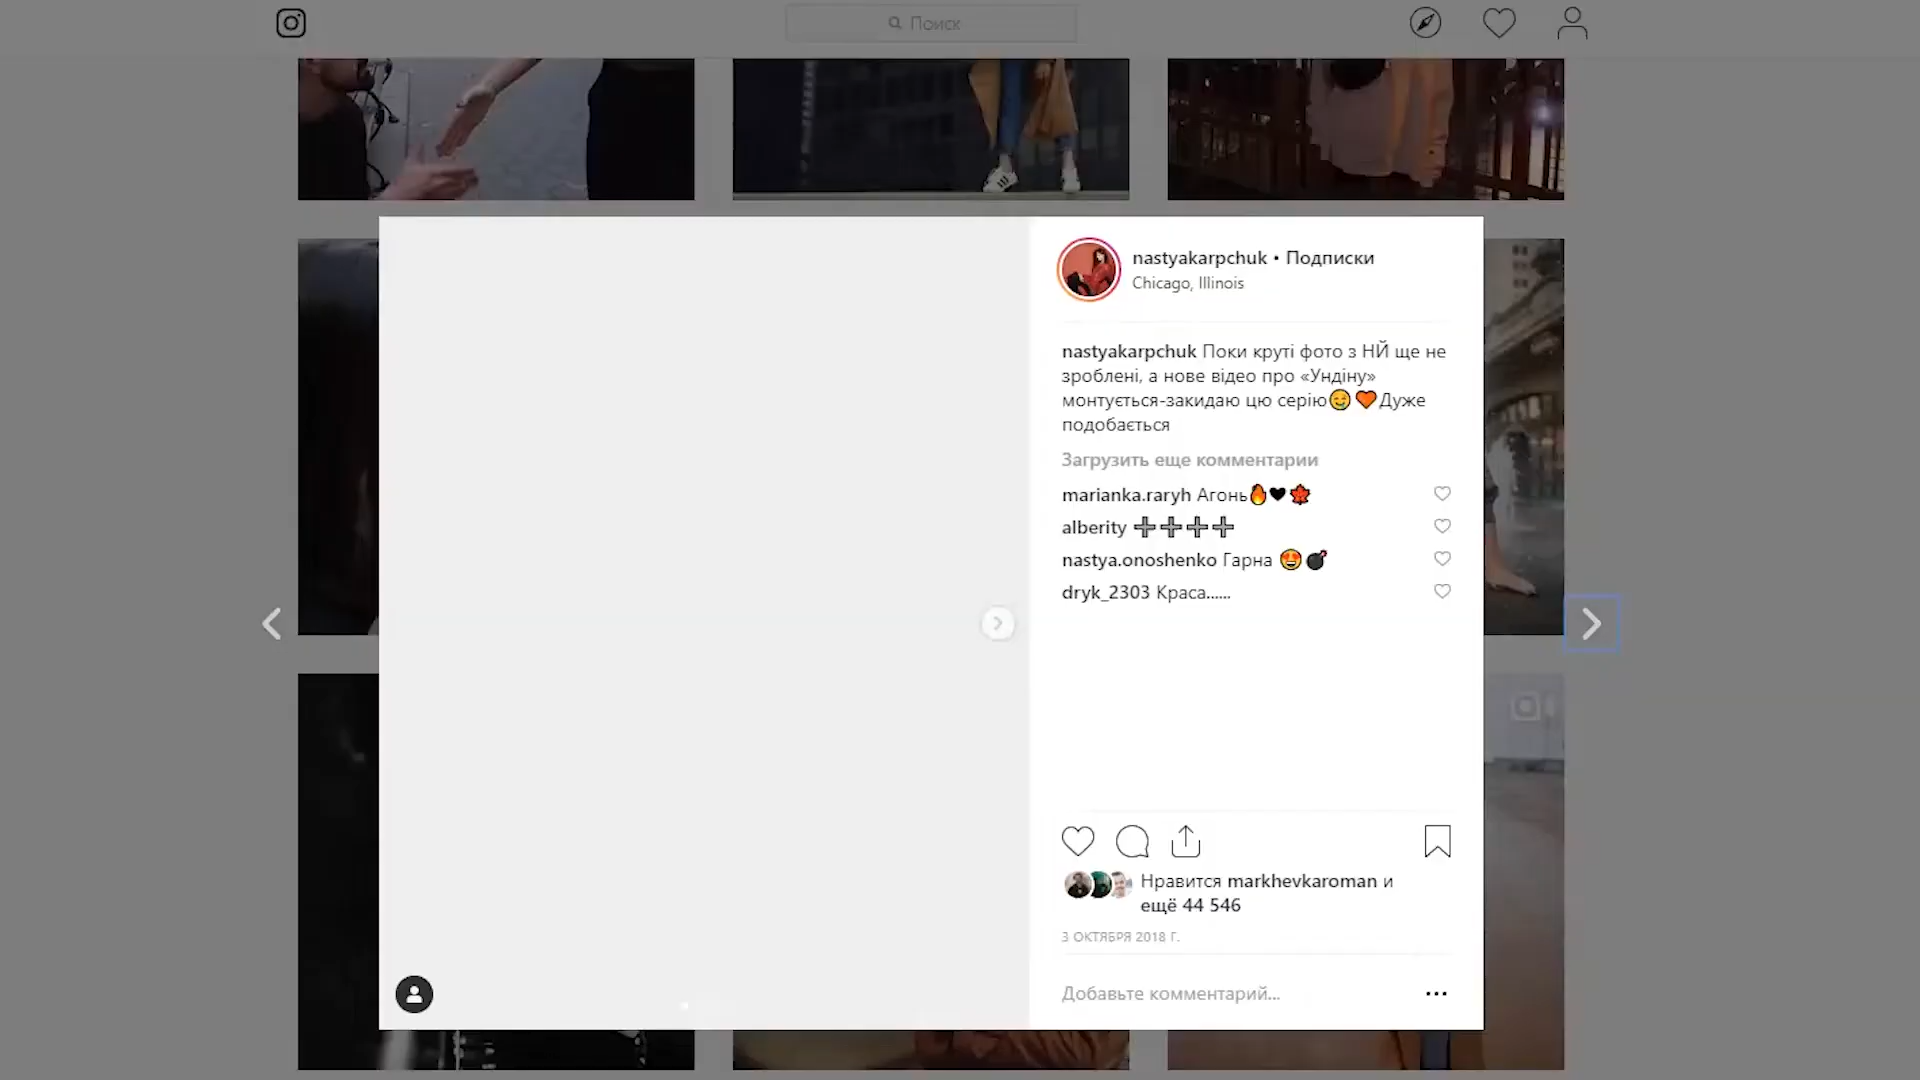 Поиск
nastyakarpchuk • Подписки
Chicago, Illinois
nastyakarpchuk Поки круті фото з НЙ ще не
зроблені, а нове відео про «Ундіну»
монтується-закидаю цю серію😏🧡Дуже
подобається
Загрузить еще комментарии
marianka.raryh Агонь🔥🖤🍁
alberity ➕➕➕➕
nastya.onoshenko Гарна 😍💣
dryk_2303 Краса......
Нравится markhevkaroman и
ещё 44 546
3 ОКТЯБРЯ 2018 Г.
Добавьте комментарий...